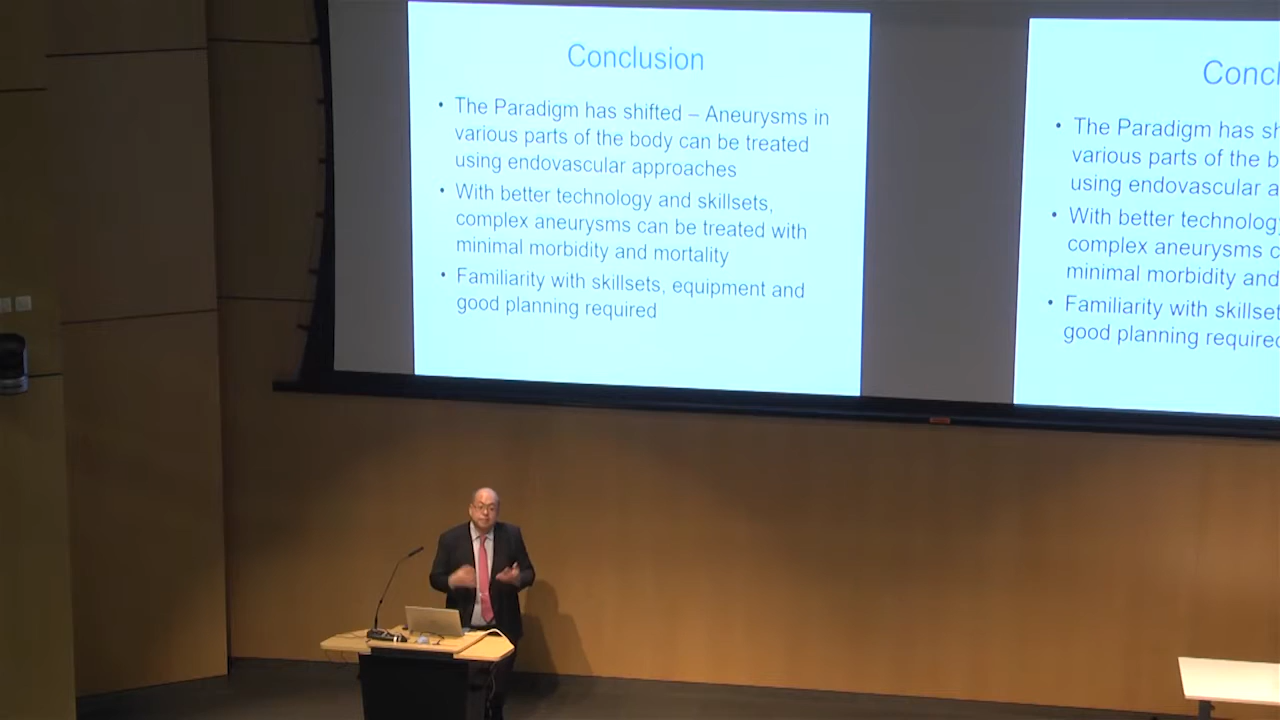 Conclusion
• The Paradigm has shifted – Aneurysms in
various parts of the body can be treated
using endovascular approaches
• With better technology and skillsets,
complex aneurysms can be treated with
minimal morbidity and mortality
• Familiarity with skillsets, equipment and
good planning required
Concl
• The Paradigm has sh
various parts of the b
using endovascular a
• With better technology
complex aneurysms c
minimal morbidity and
• Familiarity with skillset
good planning required